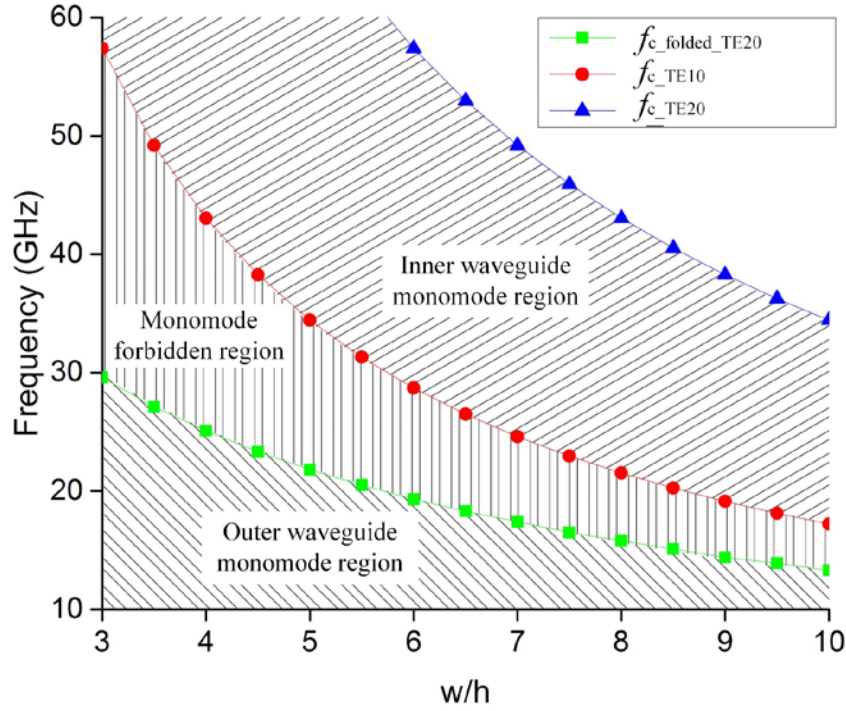 60
50
40
30
20
10
Frequency (GHz)
fc_folded_TE20
fc_TE10
fc_TE20
Inner waveguide
monomode region
Monomode
forbidden region
Outer waveguide
monomode region
3 4 5 6 7 8 9 10
w/h